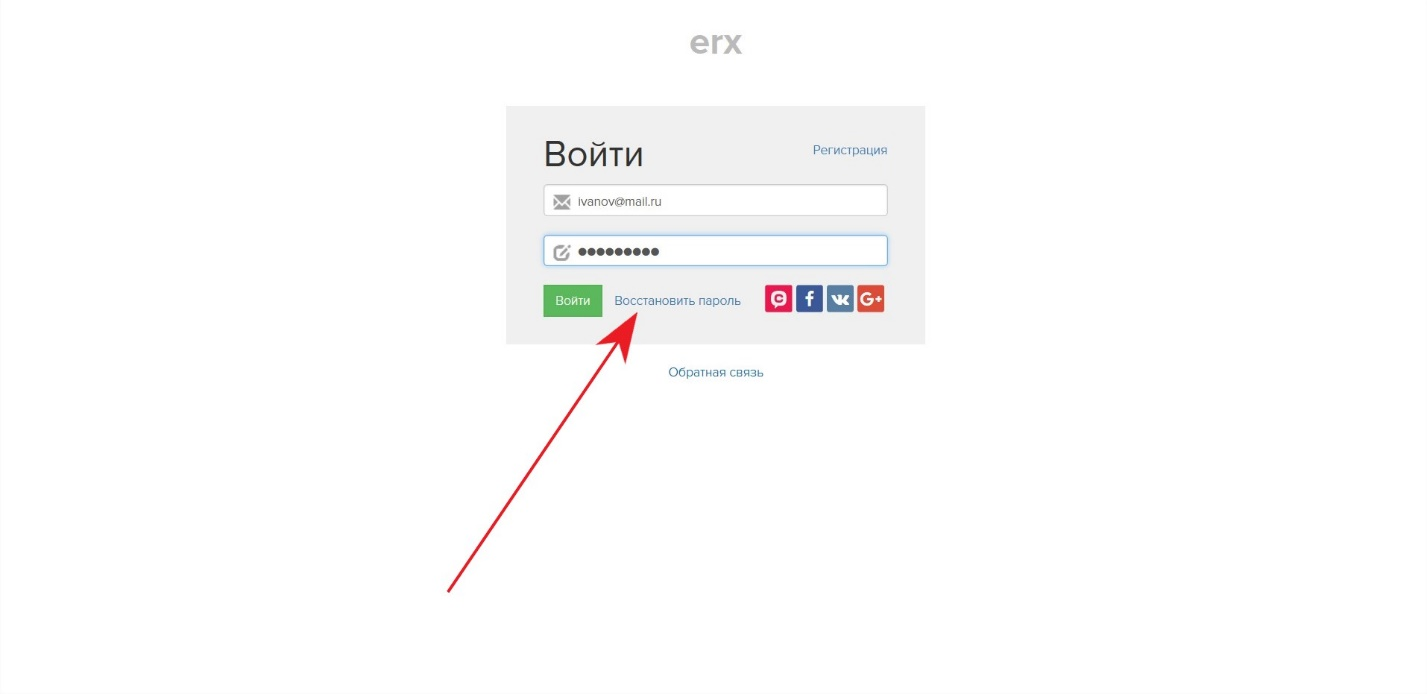 erx
Войти
Регистрация
ivanov@mail.ru
●●●●●●●●●
Войти
Восстановить пароль
f
G+
Обратная связь